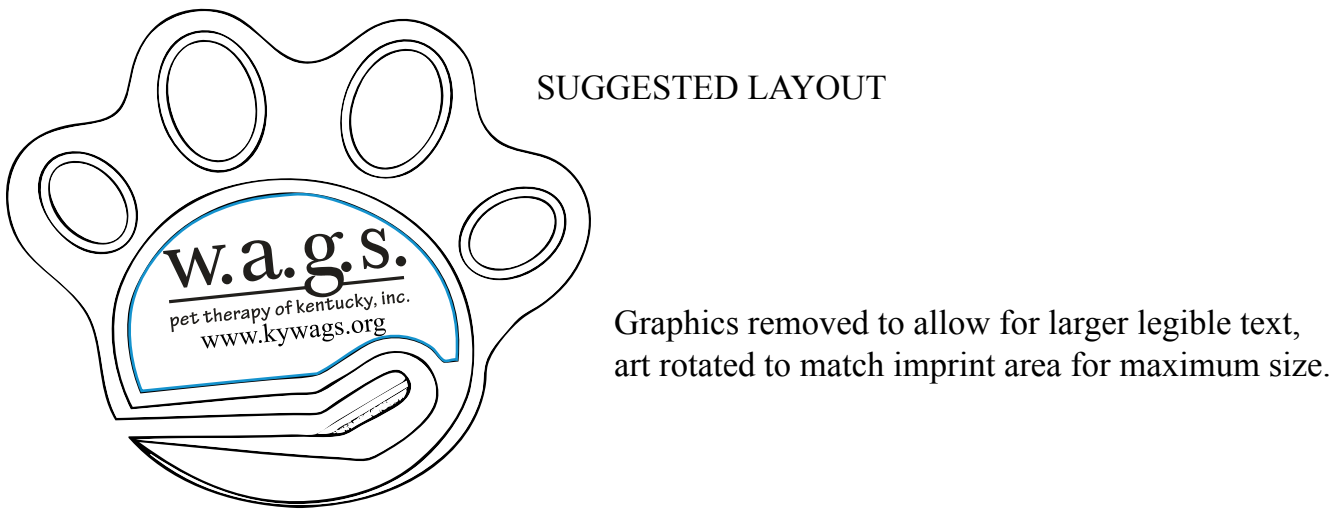 SUGGESTED LAYOUT
w.a.g.s.
pet therapy of kentucky, inc.
www.kywags.org
Graphics removed to allow for larger legible text,
art rotated to match imprint area for maximum size.